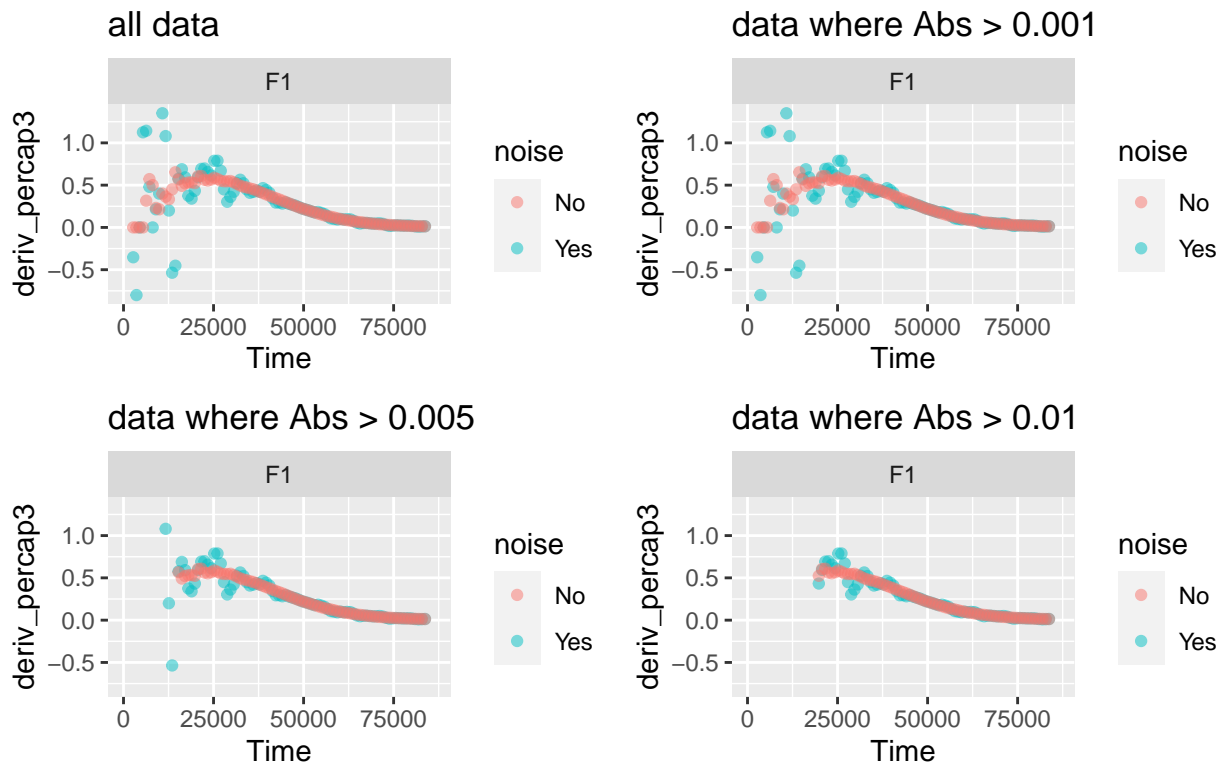 all data
F1
deriv_percap3
1.0
0.5
0.0
−0.5
0 25000 50000 75000
Time
noise
No
Yes
data where Abs > 0.001
F1
deriv_percap3
1.0
0.5
0.0
−0.5
0 25000 50000 75000
Time
noise
No
Yes
data where Abs > 0.005
F1
deriv_percap3
1.0
0.5
0.0
−0.5
0 25000 50000 75000
Time
noise
No
Yes
data where Abs > 0.01
F1
deriv_percap3
1.0
0.5
0.0
−0.5
0 25000 50000 75000
Time
noise
No
Yes